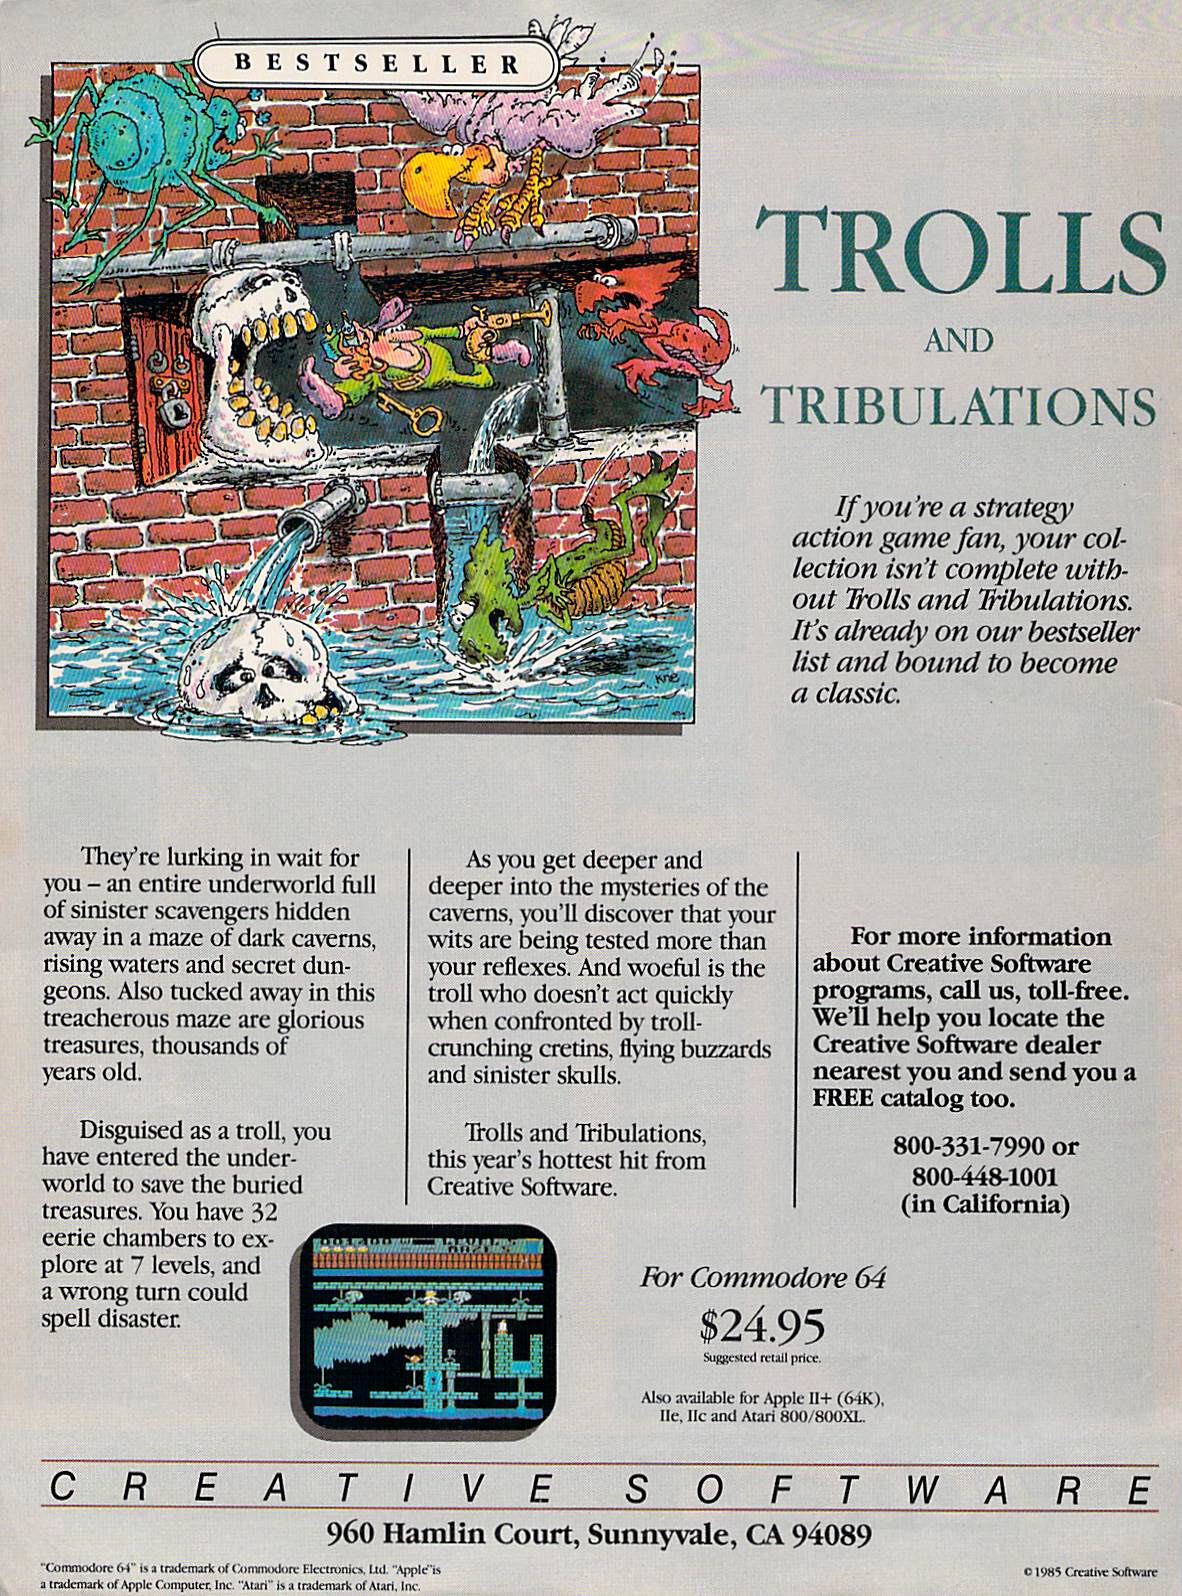 BESTSELLER
TROLLS
AND
TRIBULATIONS
If you're a strategy
action game fan, your col-
lection isn't complete with-
out Trolls and Tribulations.
It's already on our bestseller
list and bound to become
a classic.
KNB
They're lurking in wait for
you – an entire underworld full
of sinister scavengers hidden
away in a maze of dark caverns,
rising waters and secret dun-
geons. Also tucked away in this
treacherous maze are glorious
treasures, thousands of
years old.
Disguised as a troll, you
have entered the under-
world to save the buried
treasures. You have 32
eerie chambers to ex-
plore at 7 levels, and
a wrong turn could
spell disaster.
As you get deeper and
deeper into the mysteries of the
caverns, you'll discover that your
wits are being tested more than
your reflexes. And woeful is the
troll who doesn't act quickly
when confronted by troll-
crunching cretins, flying buzzards
and sinister skulls.
Trolls and Tribulations,
this year's hottest hit from
Creative Software.
For more information
about Creative Software
programs, call us, toll-free.
We'll help you locate the
Creative Software dealer
nearest you and send you a
FREE catalog too.
800-331-7990 or
800-448-1001
(in California)
For Commodore 64
$24.95
Suggested retail price.
Also available for Apple II+ (64K),
IIe, IIc and Atari 800/800XL.
CREATIVE SOFTWARE
960 Hamlin Court, Sunnyvale, CA 94089
"Commodore 64" is a trademark of Commodore Electronics, Ltd. "Apple"is
a trademark of Apple Computer, Inc. "Atari" is a trademark of Atari, Inc.
© 1985 Creative Software